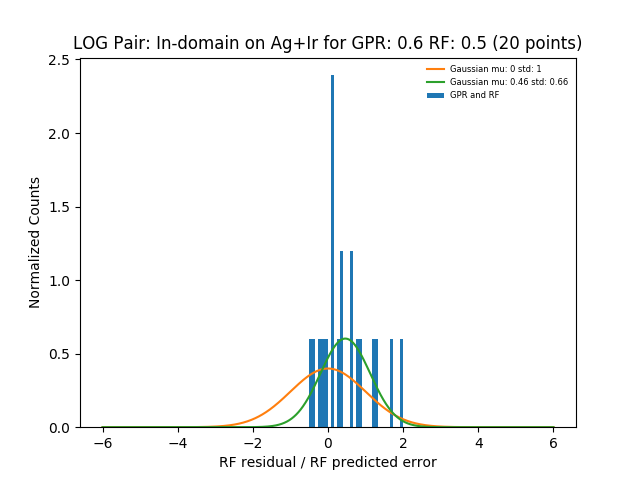 LOG Pair: In-domain on Ag+Ir for GPR: 0.6 RF: 0.5 (20 points)
Gaussian mu: 0 std: 1
Gaussian mu: 0.46 std: 0.66
GPR and RF
Normalized Counts
2.5
2.0
1.5
1.0
0.5
0.0
−6 −4 −2 0 2 4 6
RF residual / RF predicted error